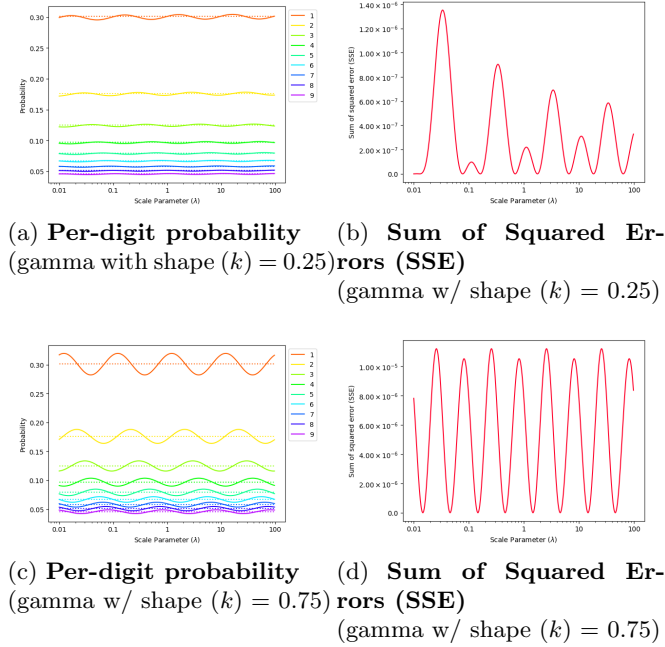 0.30
0.25
0.20
0.15
0.10
0.05
Probability
0.01 0.1 1 10 100
Scale Parameter (λ)
1
2
3
4
5
6
7
8
9
1.40×10⁻⁶
1.20×10⁻⁶
1.00×10⁻⁶
8.00×10⁻⁷
6.00×10⁻⁷
4.00×10⁻⁷
2.00×10⁻⁷
0.0
Sum of squared error (SSE)
0.01 0.1 1 10 100
Scale Parameter (λ)
(a) Per-digit probability
(gamma with shape (k) = 0.25)
(b) Sum of Squared Er-
rors (SSE)
(gamma w/ shape (k) = 0.25)
0.30
0.25
0.20
0.15
0.10
0.05
Probability
0.01 0.1 1 10 100
Scale Parameter (λ)
1
2
3
4
5
6
7
8
9
1.00×10⁻⁵
8.00×10⁻⁶
6.00×10⁻⁶
4.00×10⁻⁶
2.00×10⁻⁶
0.0
Sum of squared error (SSE)
0.01 0.1 1 10 100
Scale Parameter (λ)
(c) Per-digit probability
(gamma w/ shape (k) = 0.75)
(d) Sum of Squared Er-
rors (SSE)
(gamma w/ shape (k) = 0.75)